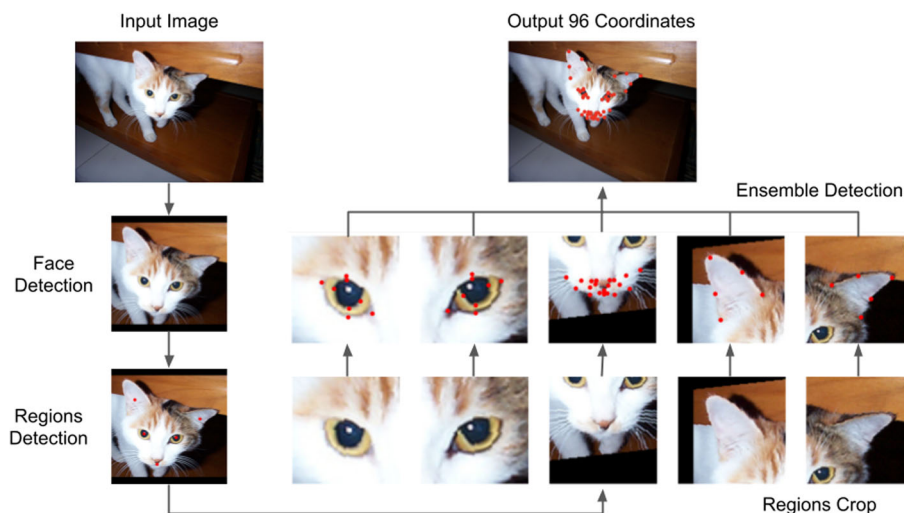 Input Image
Output 96 Coordinates
Ensemble Detection
Face
Detection
Regions
Detection
Regions Crop